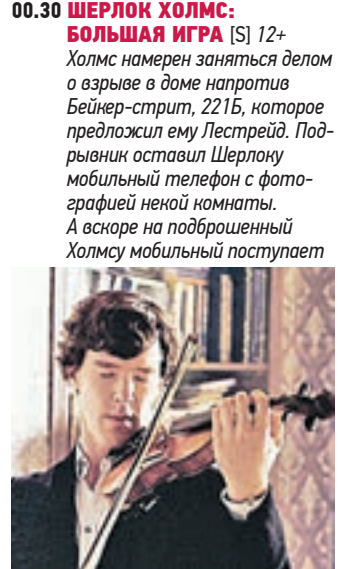 00.30 ШЕРЛОК ХОЛМС:
БОЛЬШАЯ ИГРА [S] 12+
Холмс намерен заняться делом
о взрыве в доме напротив
Бейкер-стрит, 221Б, которое
предложил ему Лестрейд. Под-
рывник оставил Шерлоку
мобильный телефон с фото-
графией некой комнаты.
А вскоре на подброшенный
Холмсу мобильный поступает